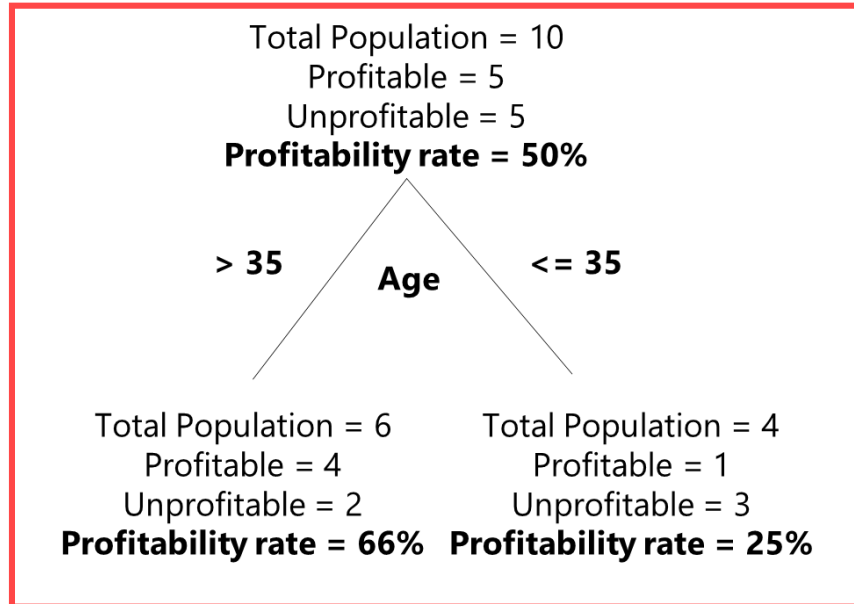 Total Population = 10
Profitable = 5
Unprofitable = 5
Profitability rate = 50%
> 35
Age
<= 35
Total Population = 6
Profitable = 4
Unprofitable = 2
Profitability rate = 66%
Total Population = 4
Profitable = 1
Unprofitable = 3
Profitability rate = 25%